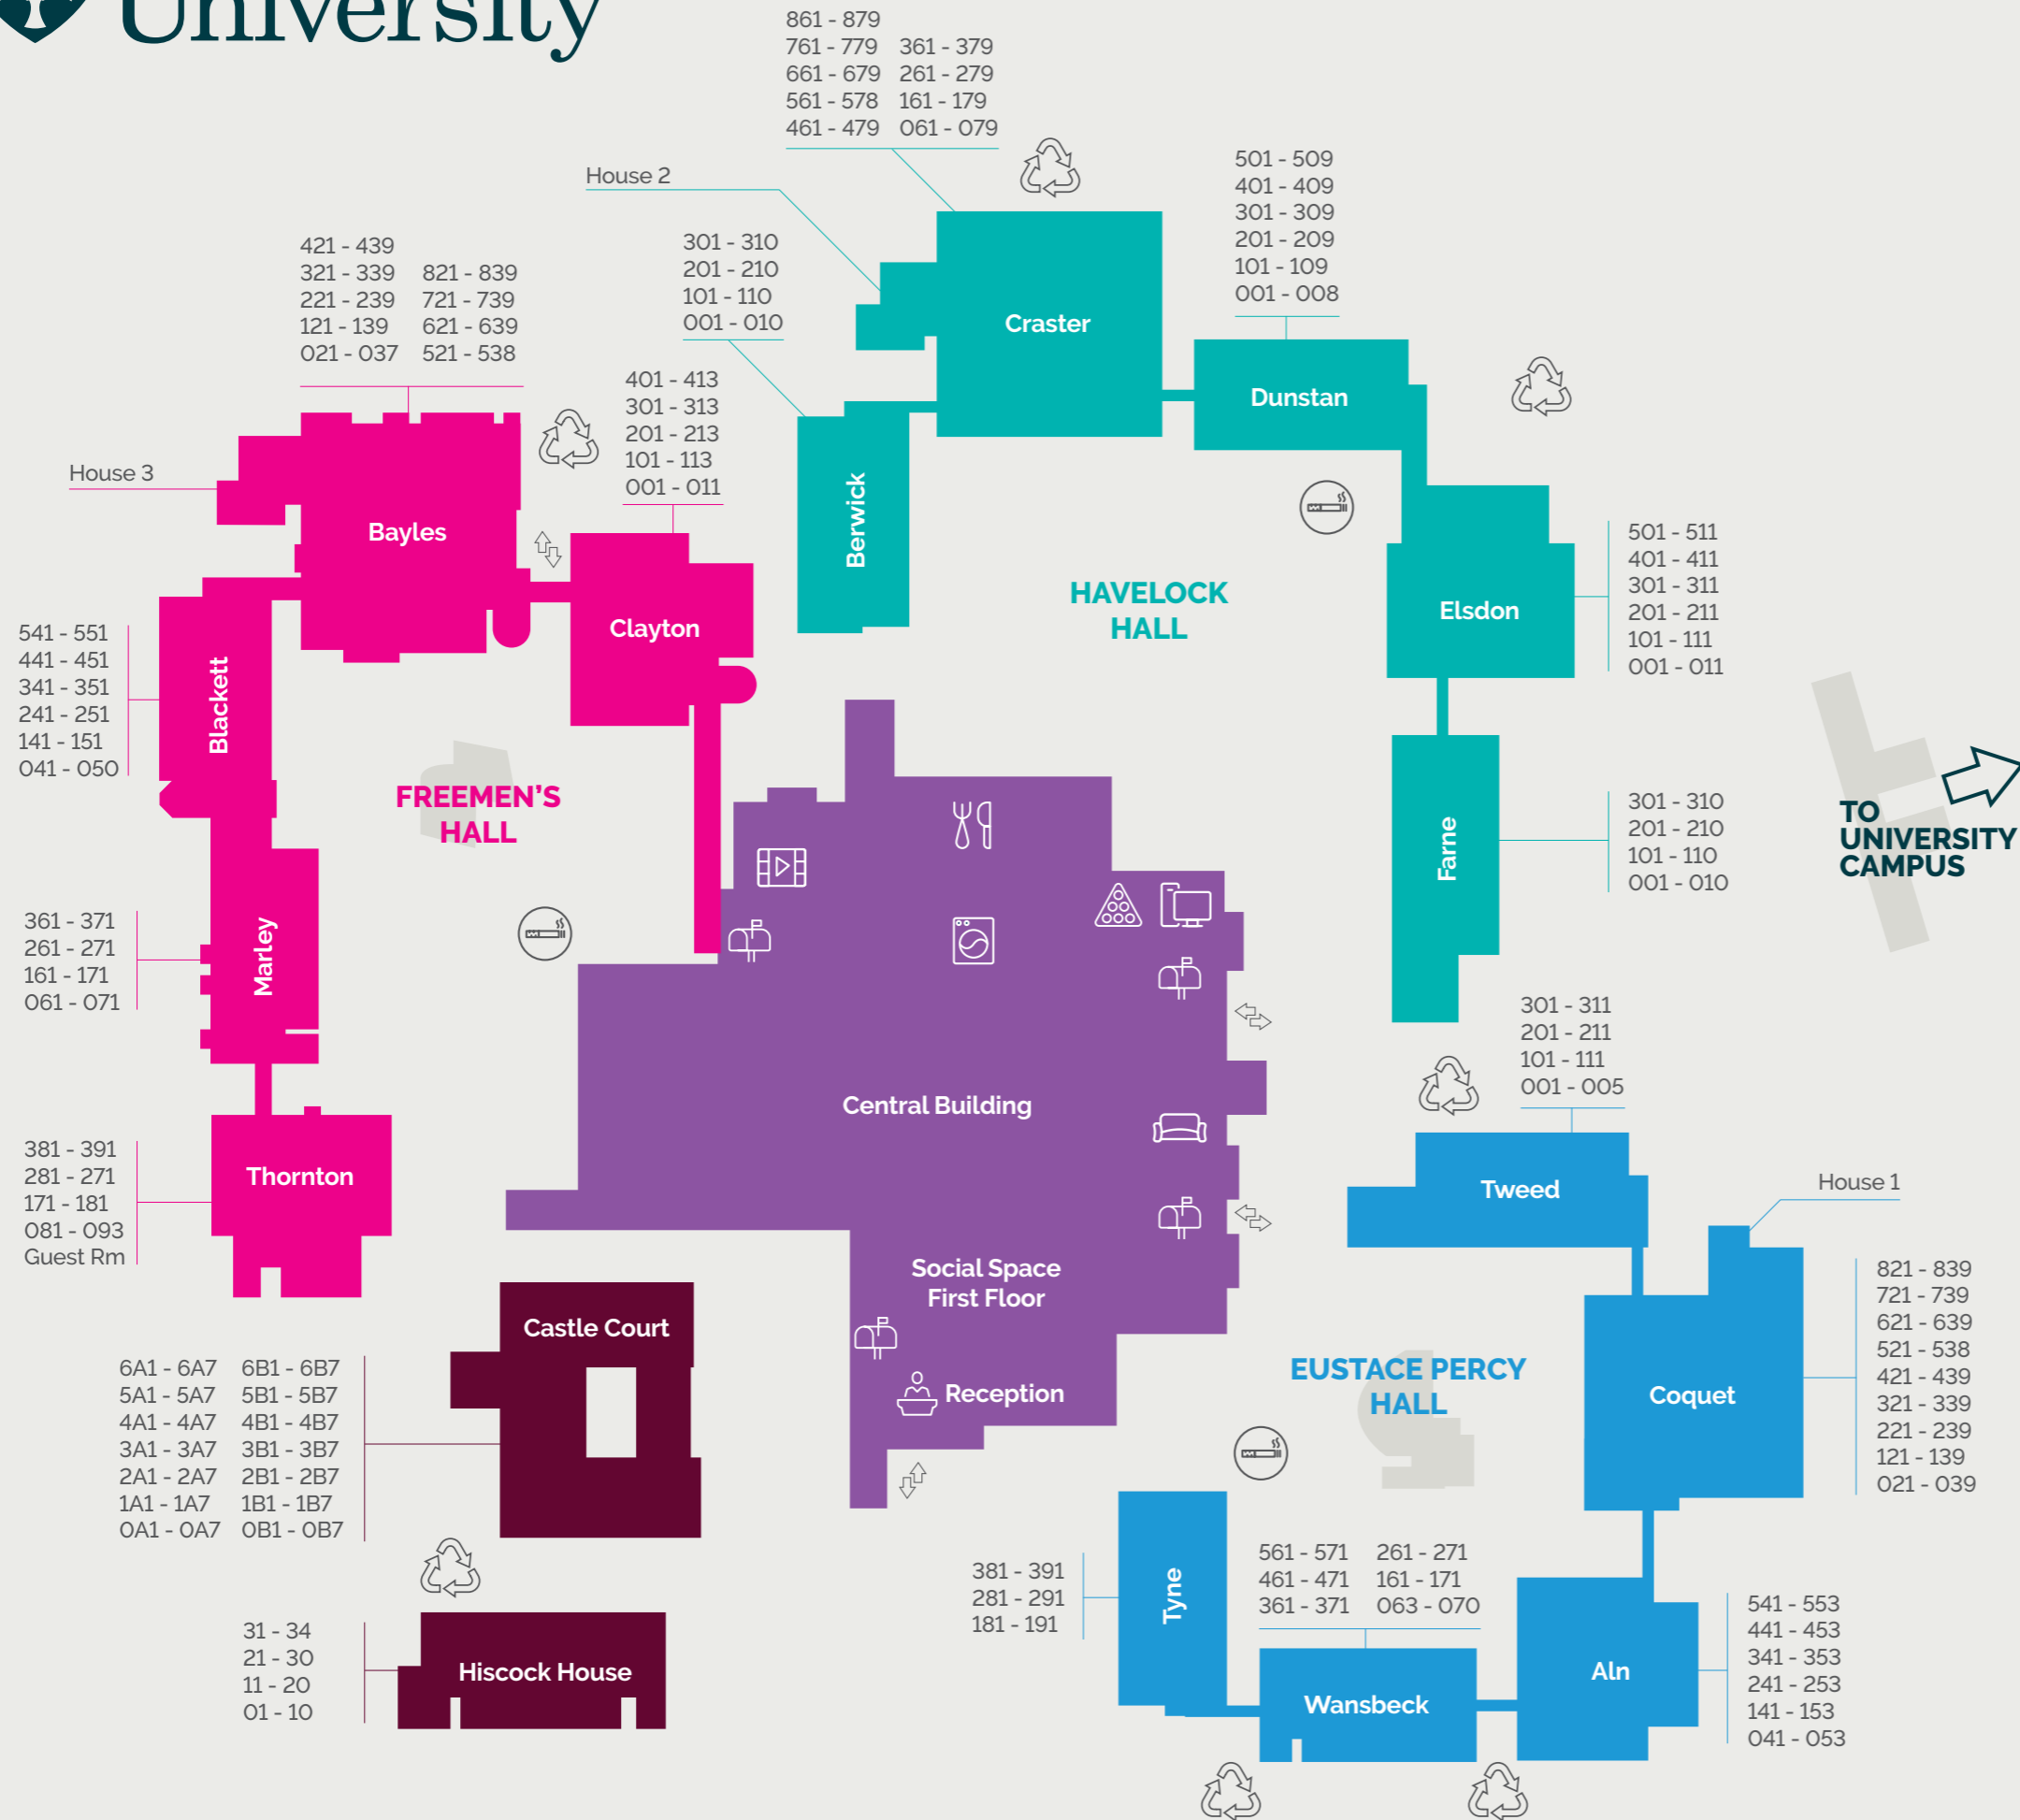 University
861 - 879
761 - 779 361 - 379
661 - 679 261 - 279
561 - 578 161 - 179
461 - 479 061 - 079
House 2
501 - 509
401 - 409
301 - 309
201 - 209
101 - 109
001 - 008
301 - 310
201 - 210
101 - 110
001 - 010
421 - 439
321 - 339 821 - 839
221 - 239 721 - 739
121 - 139 621 - 639
021 - 037 521 - 538
401 - 413
301 - 313
201 - 213
101 - 113
001 - 011
House 3
Craster
Dunstan
Berwick
Bayles
Clayton
HAVELOCK
HALL
Elsdon
501 - 511
401 - 411
301 - 311
201 - 211
101 - 111
001 - 011
541 - 551
441 - 451
341 - 351
241 - 251
141 - 151
041 - 050
Blackett
FREEMEN'S
HALL
Farne
301 - 310
201 - 210
101 - 110
001 - 010
TO
UNIVERSITY
CAMPUS
361 - 371
261 - 271
161 - 171
061 - 071
Marley
301 - 311
201 - 211
101 - 111
001 - 005
Central Building
381 - 391
281 - 271
171 - 181
081 - 093
Guest Rm
Thornton
Tweed
House 1
Social Space
First Floor
Castle Court
6A1 - 6A7 6B1 - 6B7
5A1 - 5A7 5B1 - 5B7
4A1 - 4A7 4B1 - 4B7
3A1 - 3A7 3B1 - 3B7
2A1 - 2A7 2B1 - 2B7
1A1 - 1A7 1B1 - 1B7
0A1 - 0A7 0B1 - 0B7
Reception
EUSTACE PERCY
HALL
Coquet
821 - 839
721 - 739
621 - 639
521 - 538
421 - 439
321 - 339
221 - 239
121 - 139
021 - 039
381 - 391
281 - 291
181 - 191
Tyne
561 - 571 261 - 271
461 - 471 161 - 171
361 - 371 063 - 070
Wansbeck
Aln
541 - 553
441 - 453
341 - 353
241 - 253
141 - 153
041 - 053
31 - 34
21 - 30
11 - 20
01 - 10
Hiscock House